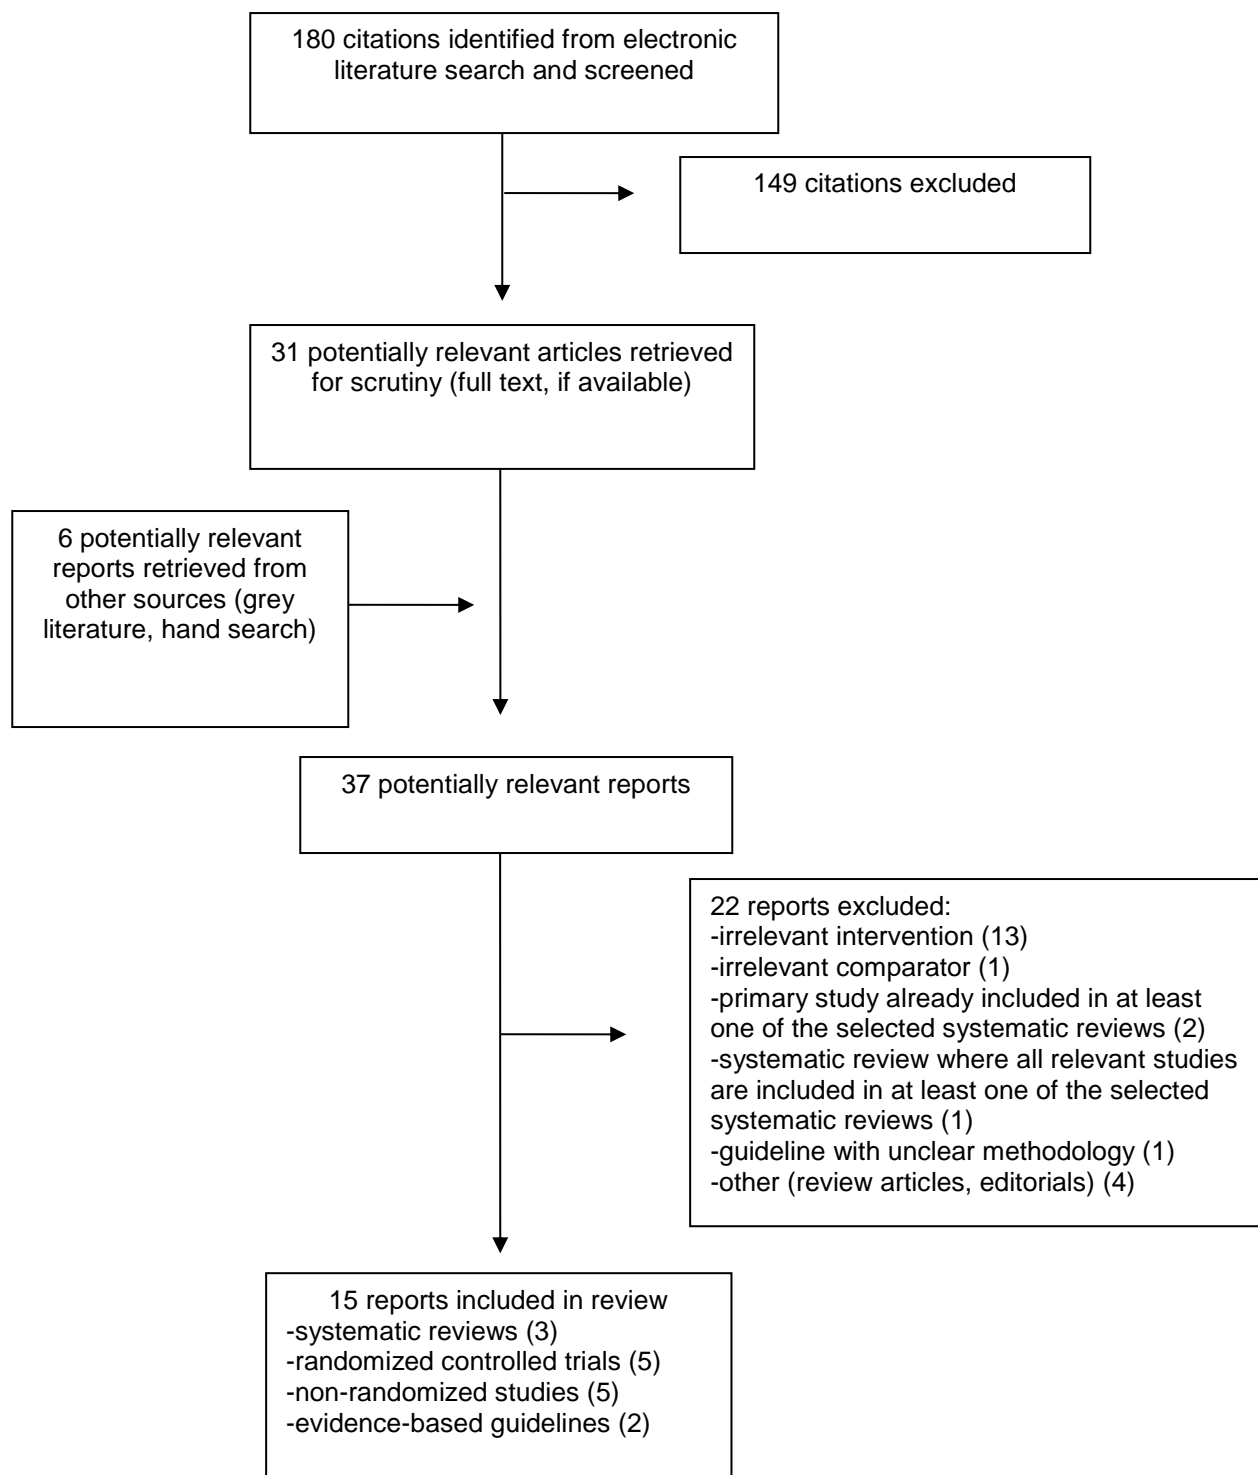 180 citations identified from electronic
literature search and screened
149 citations excluded
31 potentially relevant articles retrieved
for scrutiny (full text, if available)
6 potentially relevant
reports retrieved from
other sources (grey
literature, hand search)
37 potentially relevant reports
22 reports excluded:
-irrelevant intervention (13)
-irrelevant comparator (1)
-primary study already included in at least
one of the selected systematic reviews (2)
-systematic review where all relevant studies
are included in at least one of the selected
systematic reviews (1)
-guideline with unclear methodology (1)
-other (review articles, editorials) (4)
15 reports included in review
-systematic reviews (3)
-randomized controlled trials (5)
-non-randomized studies (5)
-evidence-based guidelines (2)